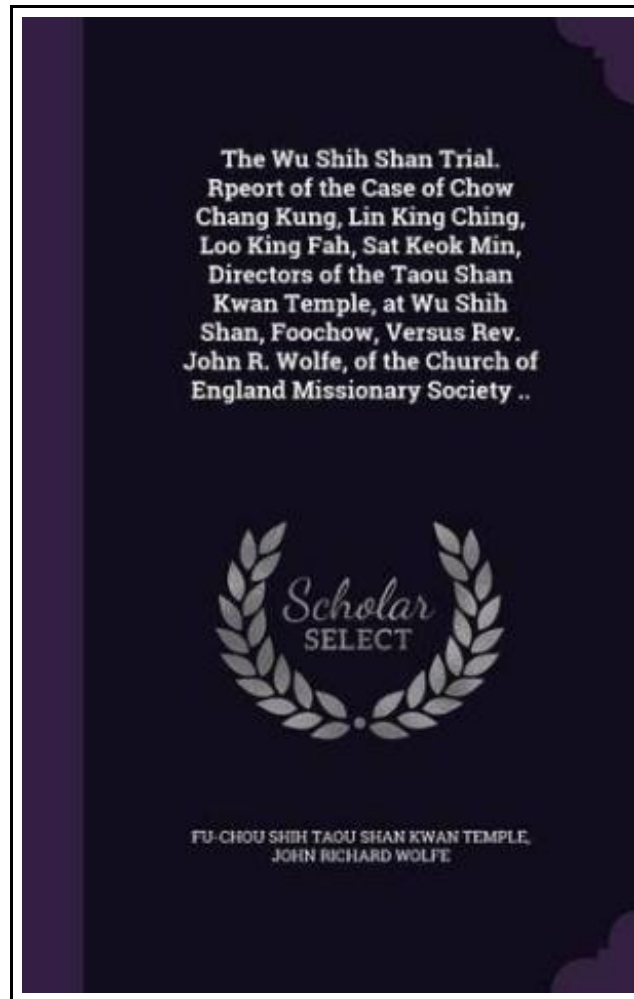 The Wu Shih Shan Trial.
Rpeort of the Case of Chow
Chang Kung, Lin King Ching,
Loo King Fah, Sat Keok Min,
Directors of the Taou Shan
Kwan Temple, at Wu Shih
Shan, Foochow, Versus Rev.
John R. Wolfe, of the Church of
England Missionary Society ..
Scholar
SELECT
FU-CHOU SHIH TAOU SHAN KWAN TEMPLE,
JOHN RICHARD WOLFE